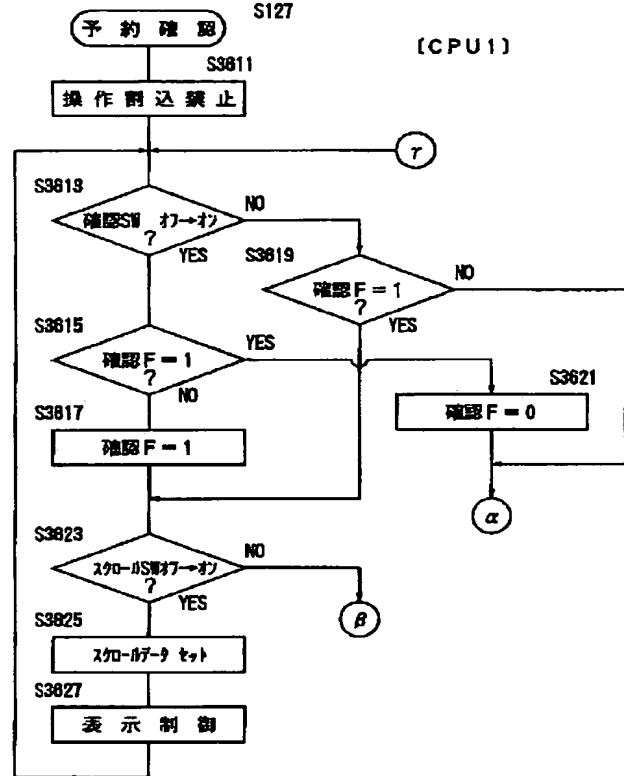 S127
予約確認
[CPU1]
S3611
操作割込禁止
γ
S3613
確認SW オフ→オン
?
NO
YES
S3619
確認F=1
?
NO
YES
S3615
確認F=1
?
YES
NO
S3621
確認F=0
S3617
確認F=1
α
S3623
スクロールSWオフ→オン
?
NO
YES
β
S3625
スクロールデータ セット
S3627
表示制御